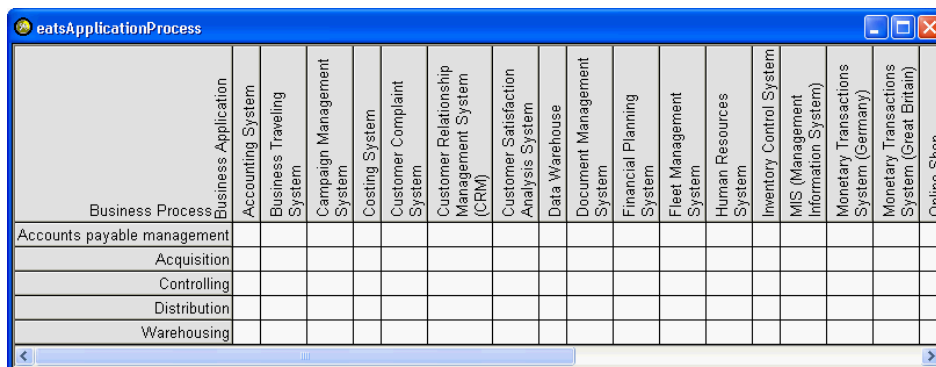 eatsApplicationProcess
Business Process
Business Application
Accounting System
Business Traveling
System
Campaign Management
System
Costing System
Customer Complaint
System
Customer Relationship
Management System
(CRM)
Customer Satisfaction
Analysis System
Data Warehouse
Document Management
System
Financial Planning
System
Fleet Management
System
Human Resources
System
Inventory Control System
MIS (Management
Information System)
Monetary Transactions
System (Germany)
Monetary Transactions
System (Great Britain)
Online Shop
Accounts payable management
Acquisition
Controlling
Distribution
Warehousing